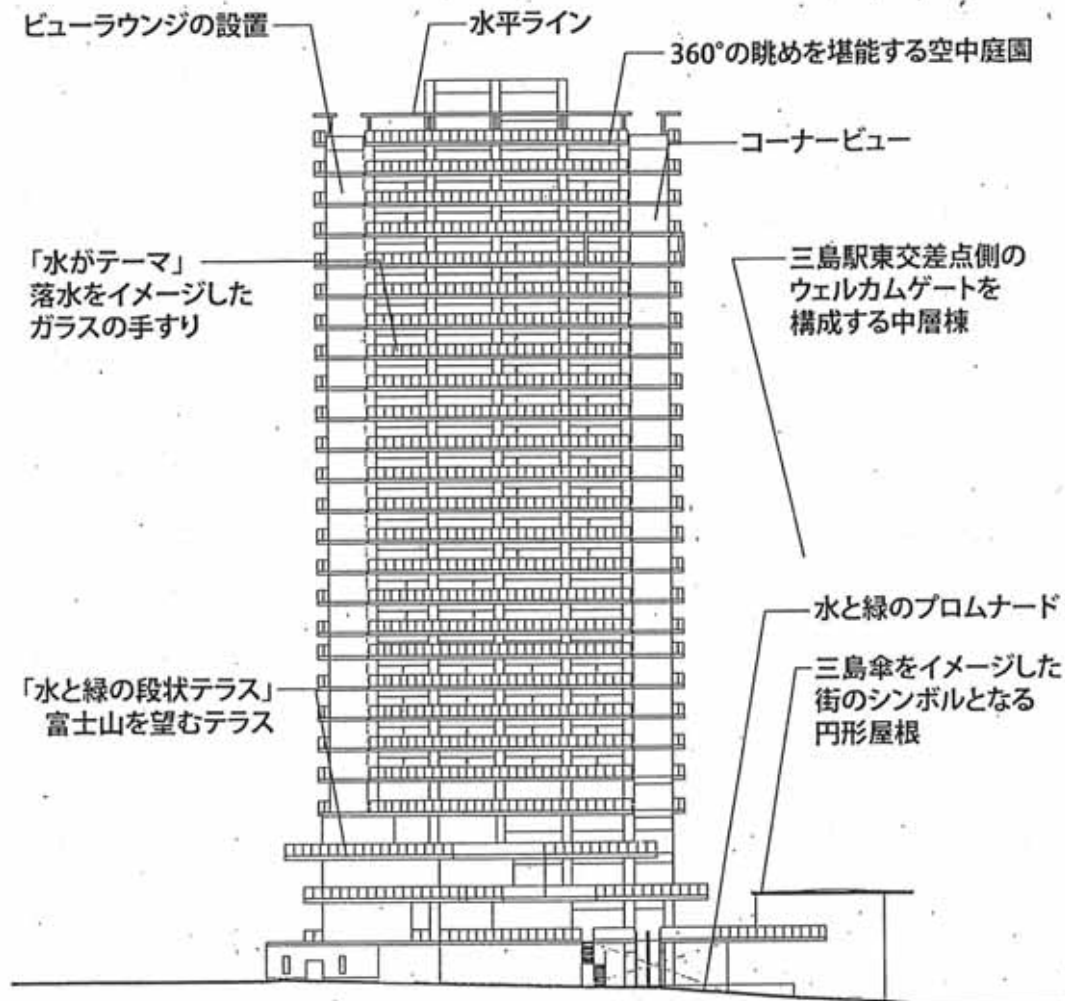 ビューラウンジの設置
水平ライン
360°の眺めを堪能する空中庭園
コーナービュー
「水がテーマ」
落水をイメージした
ガラスの手すり
三島駅東交差点側の
ウェルカムゲートを
構成する中層棟
水と緑のプロムナード
「水と緑の段状テラス」
富士山を望むテラス
三島傘をイメージした
街のシンボルとなる
円形屋根